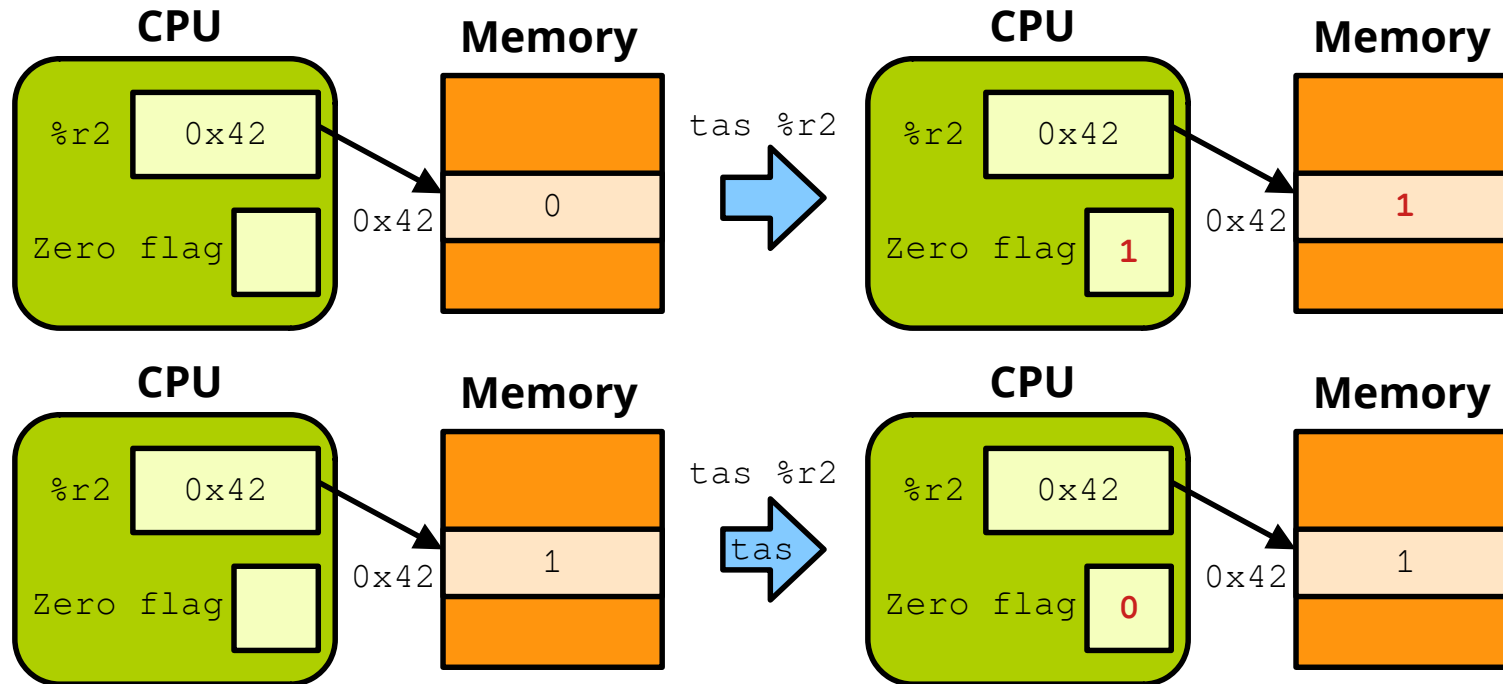 CPU Memory CPU Memory
%r2 0x42 tas %r2 %r2 0x42
0x42 0 0x42 1
Zero flag Zero flag 1
CPU Memory CPU Memory
%r2 0x42 tas %r2 %r2 0x42
0x42 1 tas 0x42 1
Zero flag Zero flag 0